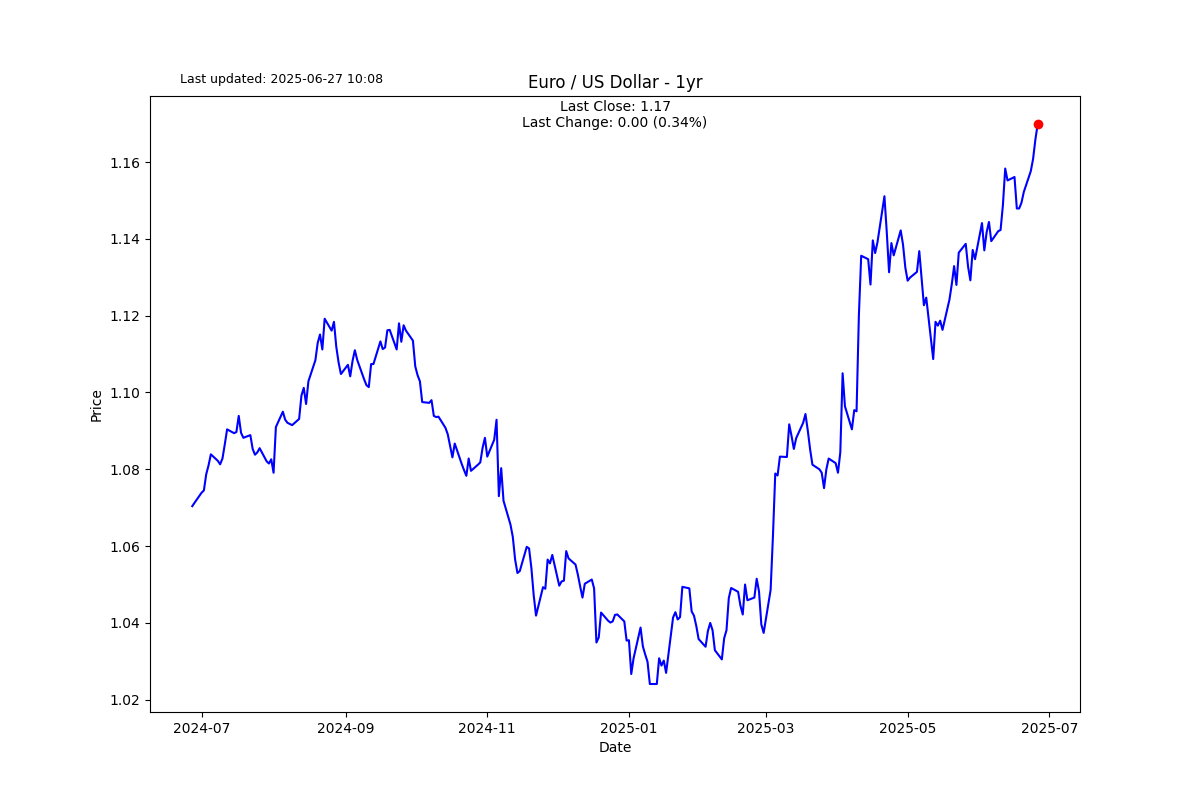 Last updated: 2025-06-27 10:08
Euro / US Dollar - 1yr
Last Close: 1.17
Last Change: 0.00 (0.34%)
1.16
1.14
1.12
1.10
1.08
1.06
1.04
1.02
Price
2024-07 2024-09 2024-11 2025-01 2025-03 2025-05 2025-07
Date